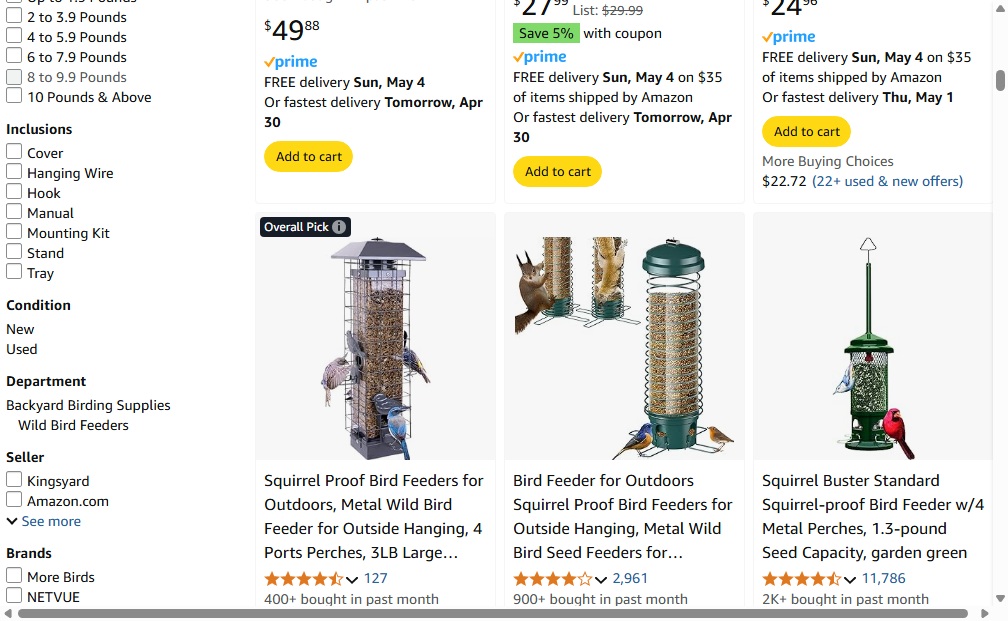 2 to 3.9 Pounds
4 to 5.9 Pounds
6 to 7.9 Pounds
8 to 9.9 Pounds
10 Pounds & Above
Inclusions
Cover
Hanging Wire
Hook
Manual
Mounting Kit
Stand
Tray
Condition
New
Used
Department
Backyard Birding Supplies
Wild Bird Feeders
Seller
Kingsyard
Amazon.com
See more
Brands
More Birds
NETVUE
$49.88
prime
FREE delivery Sun, May 4
Or fastest delivery Tomorrow, Apr
30
Add to cart
$27.99 List: $29.99
Save 5% with coupon
prime
FREE delivery Sun, May 4 on $35
of items shipped by Amazon
Or fastest delivery Tomorrow, Apr
30
Add to cart
$24.96
prime
FREE delivery Sun, May 4 on $35
of items shipped by Amazon
Or fastest delivery Thu, May 1
Add to cart
More Buying Choices
$22.72 (22+ used & new offers)
Overall Pick
Squirrel Proof Bird Feeders for
Outdoors, Metal Wild Bird
Feeder for Outside Hanging, 4
Ports Perches, 3LB Large...
127
400+ bought in past month
Bird Feeder for Outdoors
Squirrel Proof Bird Feeders for
Outside Hanging, Metal Wild
Bird Seed Feeders for...
2,961
900+ bought in past month
Squirrel Buster Standard
Squirrel-proof Bird Feeder w/4
Metal Perches, 1.3-pound
Seed Capacity, garden green
11,786
2K+ bought in past month